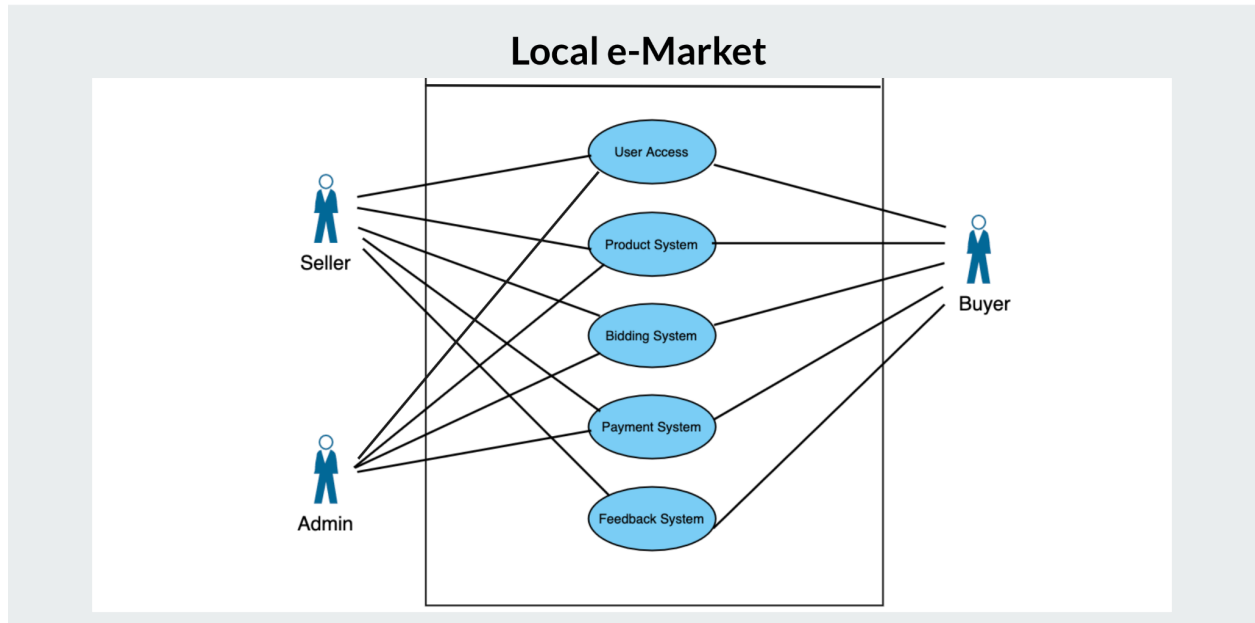 Local e-Market
User Access
Seller
Product System
Buyer
Bidding System
Payment System
Admin
Feedback System